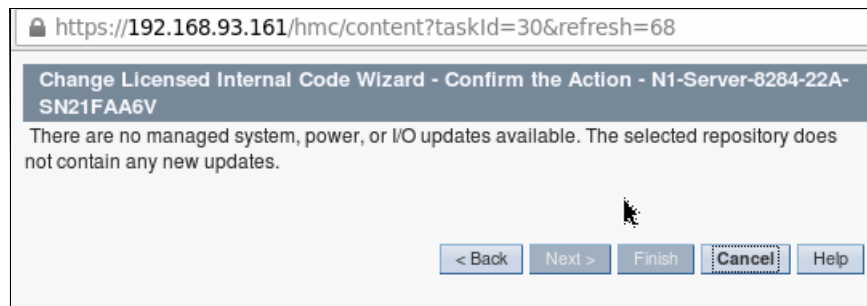 https://192.168.93.161/hmc/content?taskId=30&refresh=68
Change Licensed Internal Code Wizard - Confirm the Action - N1-Server-8284-22A-
SN21FAA6V
There are no managed system, power, or I/O updates available. The selected repository does
not contain any new updates.
< Back Next > Finish Cancel Help